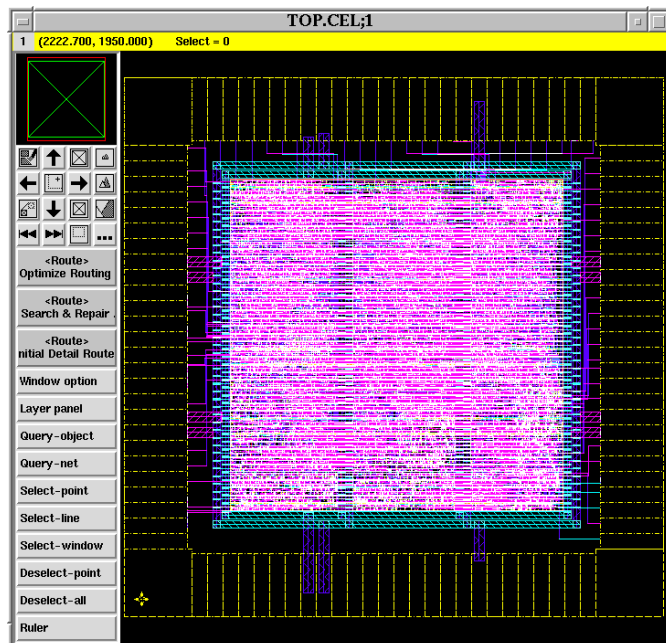 TOP.CEL;1
1 (2222.700, 1950.000) Select = 0
...
<Route>
Optimize Routing
<Route>
Search & Repair .
<Route>
nitial Detail Route
Window option
Layer panel
Query-object
Query-net
Select-point
Select-line
Select-window
Deselect-point
Deselect-all
Ruler